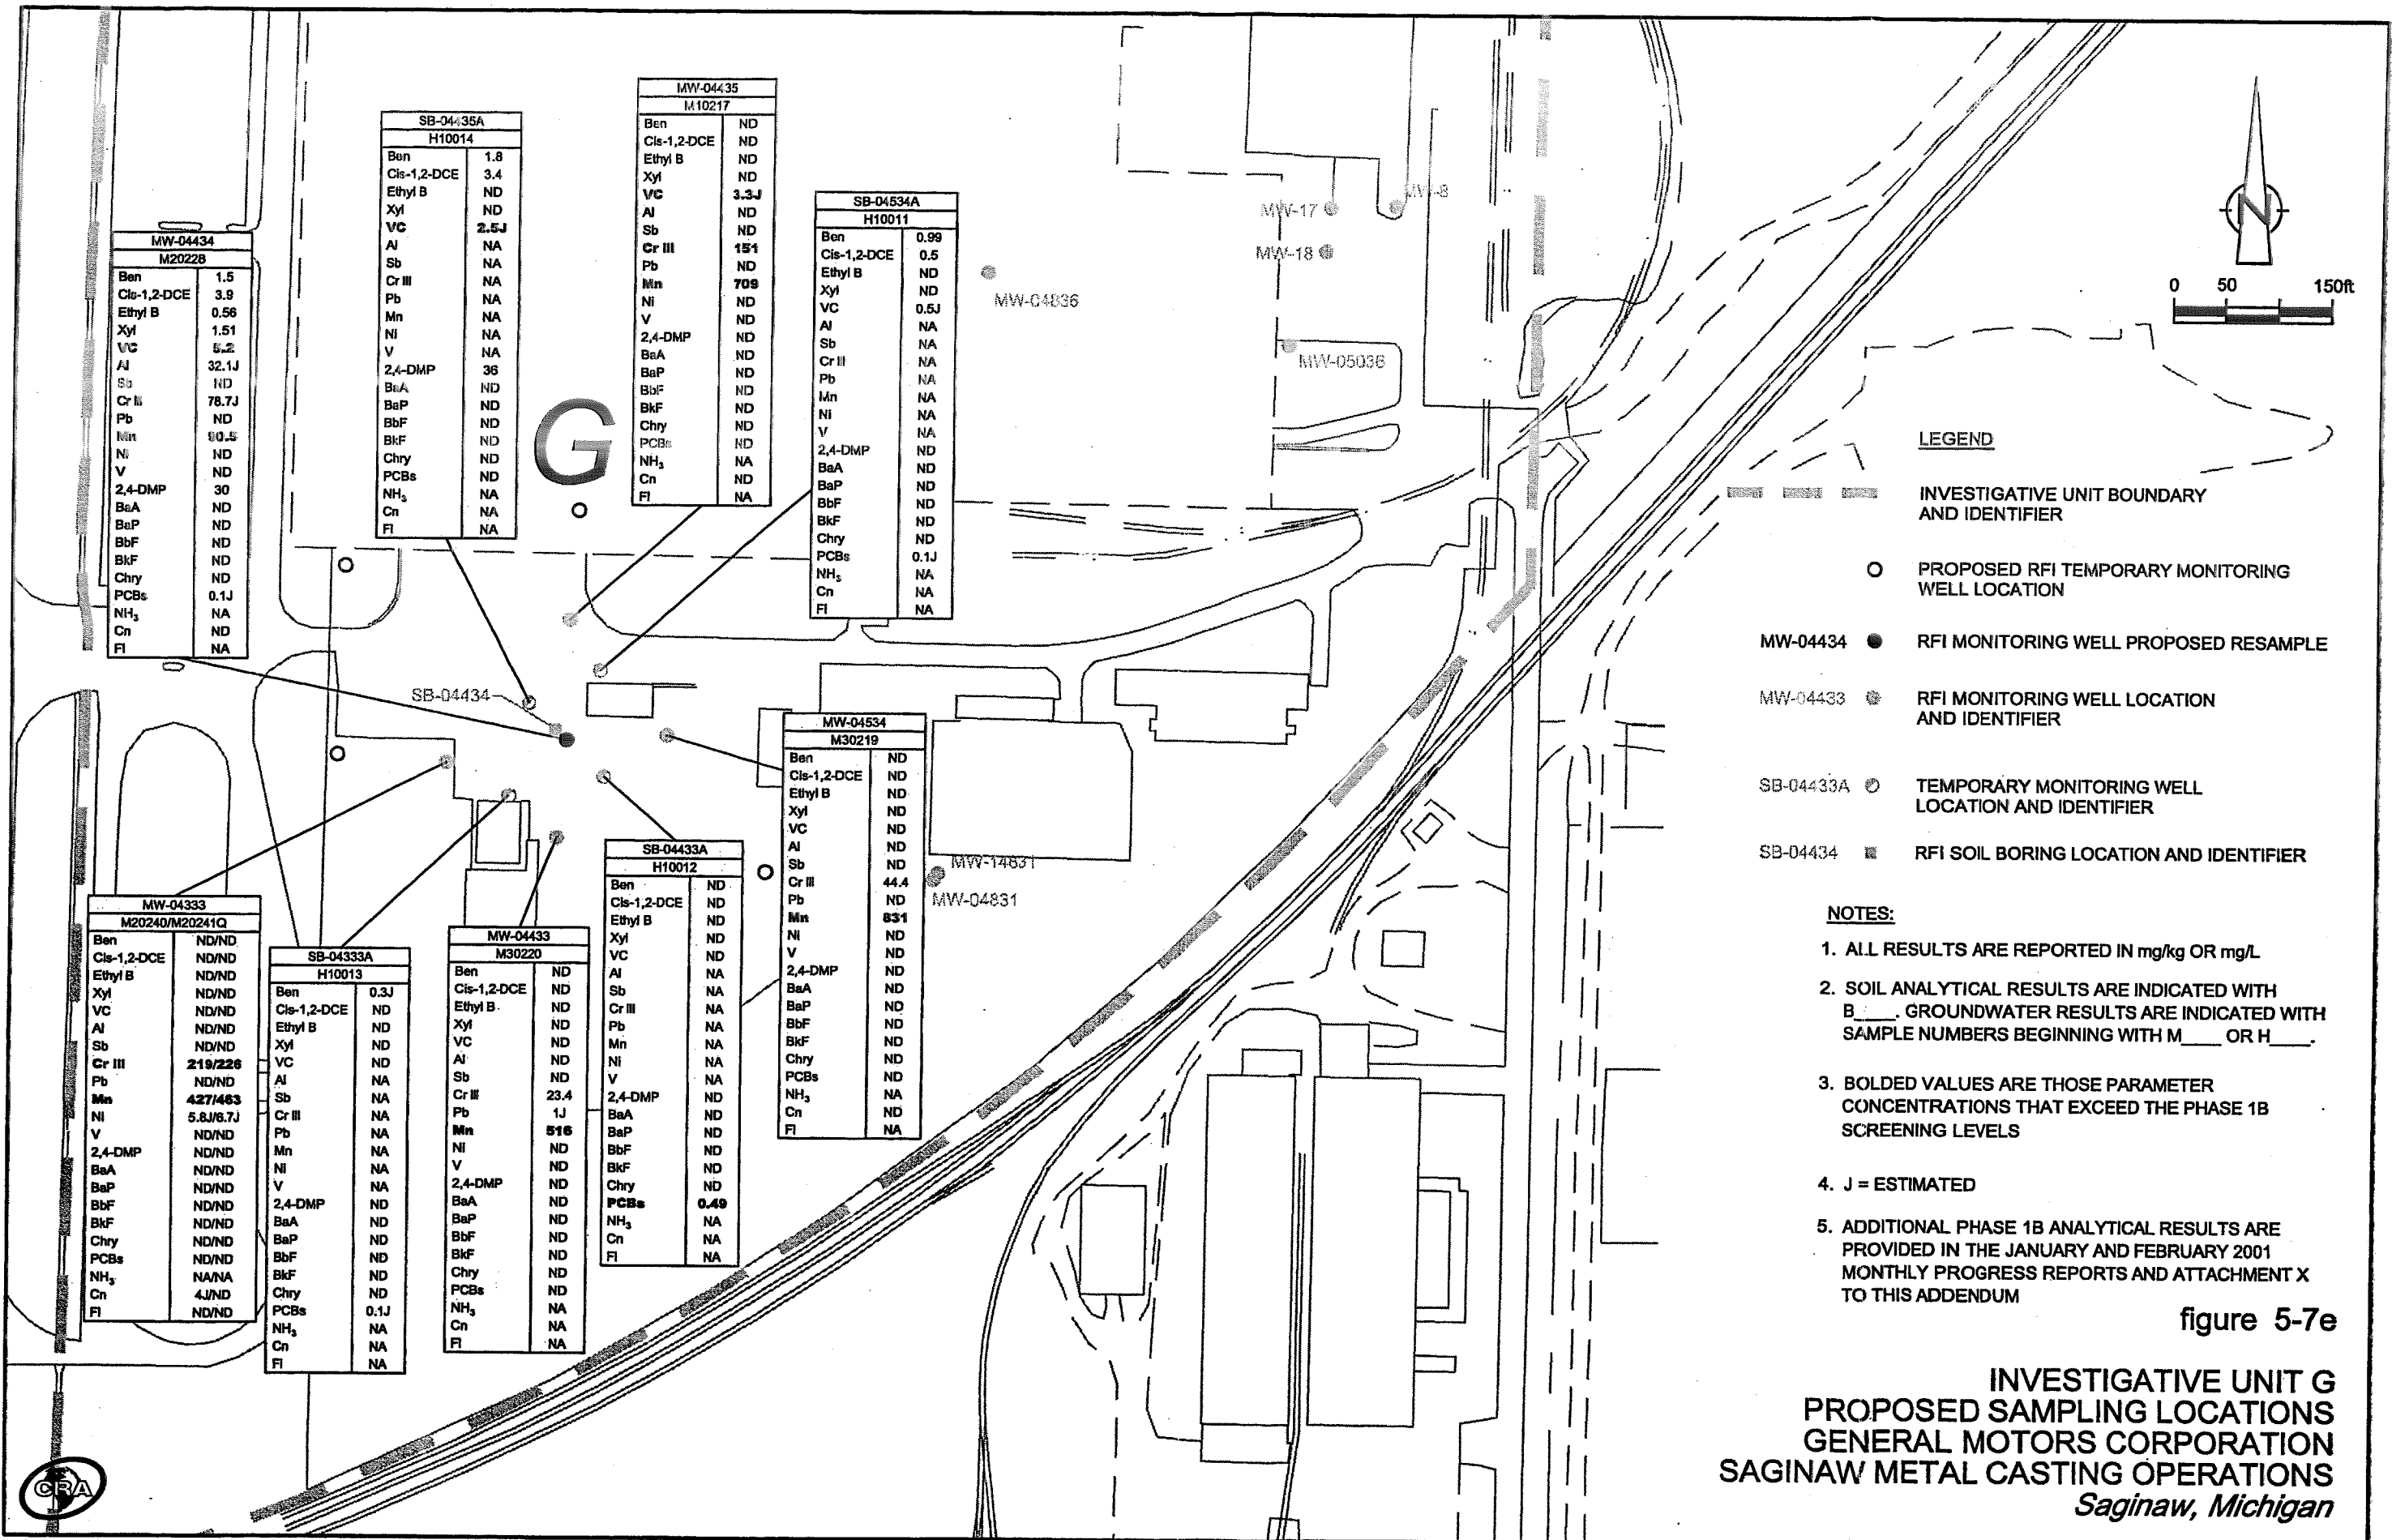 SB-04435A
H10014
Ben 1.8
Cis-1,2-DCE 3.4
Ethyl B ND
Xyl ND
VC 2.5J
Al NA
Sb NA
Cr III NA
Pb NA
Mn NA
Ni NA
V NA
2,4-DMP 36
BaA ND
BaP ND
BbF ND
BkF ND
Chry ND
PCBs ND
NH₃ NA
Cn NA
Fl NA
MW-04435
M10217
Ben ND
Cis-1,2-DCE ND
Ethyl B ND
Xyl ND
VC 3.3J
Al ND
Sb ND
Cr III 151
Pb ND
Mn 709
Ni ND
V ND
2,4-DMP ND
BaA ND
BaP ND
BbF ND
BkF ND
Chry ND
PCBs ND
NH₃ NA
Cn ND
Fl NA
SB-04534A
H10011
Ben 0.99
Cis-1,2-DCE 0.5
Ethyl B ND
Xyl ND
VC 0.5J
Al NA
Sb NA
Cr III NA
Pb NA
Mn NA
Ni NA
V NA
2,4-DMP ND
BaA ND
BaP ND
BbF ND
BkF ND
Chry ND
PCBs 0.1J
NH₃ NA
Cn NA
Fl NA
MW-04434
M20228
Ben 1.5
Cis-1,2-DCE 3.9
Ethyl B 0.56
Xyl 1.51
VC 5.2
Al 32.1J
Sb ND
Cr III 78.7J
Pb ND
Mn 90.5
Ni ND
V ND
2,4-DMP 30
BaA ND
BaP ND
BbF ND
BkF ND
Chry ND
PCBs 0.1J
NH₃ NA
Cn ND
Fl NA
G
MW-17
MW-8
MW-18
MW-04836
MW-05036
N
0 50 150ft
SB-04434
MW-04534
M30219
Ben ND
Cis-1,2-DCE ND
Ethyl B ND
Xyl ND
VC ND
Al ND
Sb ND
Cr III 44.4
Pb ND
Mn 831
Ni ND
V ND
2,4-DMP ND
BaA ND
BaP ND
BbF ND
BkF ND
Chry ND
PCBs ND
NH₃ NA
Cn ND
Fl NA
MW-14831
MW-04831
MW-04333
M20240/M20241Q
Ben ND/ND
Cis-1,2-DCE ND/ND
Ethyl B ND/ND
Xyl ND/ND
VC ND/ND
Al ND/ND
Sb ND/ND
Cr III 219/226
Pb ND/ND
Mn 427/463
Ni 5.8J/6.7J
V ND/ND
2,4-DMP ND/ND
BaA ND/ND
BaP ND/ND
BbF ND/ND
BkF ND/ND
Chry ND/ND
PCBs ND/ND
NH₃ NA/NA
Cn 4J/ND
Fl ND/ND
SB-04333A
H10013
Ben 0.3J
Cis-1,2-DCE ND
Ethyl B ND
Xyl ND
VC ND
Al NA
Sb NA
Cr III NA
Pb NA
Mn NA
Ni NA
V NA
2,4-DMP ND
BaA ND
BaP ND
BbF ND
BkF ND
Chry ND
PCBs 0.1J
NH₃ NA
Cn NA
Fl NA
MW-04433
M30220
Ben ND
Cis-1,2-DCE ND
Ethyl B ND
Xyl ND
VC ND
Al ND
Sb ND
Cr III 23.4
Pb 1J
Mn 516
Ni ND
V ND
2,4-DMP ND
BaA ND
BaP ND
BbF ND
BkF ND
Chry ND
PCBs ND
NH₃ NA
Cn NA
Fl NA
SB-04433A
H10012
Ben ND
Cis-1,2-DCE ND
Ethyl B ND
Xyl ND
VC ND
Al NA
Sb NA
Cr III NA
Pb NA
Mn NA
Ni NA
V NA
2,4-DMP ND
BaA ND
BaP ND
BbF ND
BkF ND
Chry ND
PCBs 0.49
NH₃ NA
Cn NA
Fl NA
LEGEND
INVESTIGATIVE UNIT BOUNDARY
AND IDENTIFIER
PROPOSED RFI TEMPORARY MONITORING
WELL LOCATION
MW-04434 RFI MONITORING WELL PROPOSED RESAMPLE
MW-04433 RFI MONITORING WELL LOCATION
AND IDENTIFIER
SB-04433A TEMPORARY MONITORING WELL
LOCATION AND IDENTIFIER
SB-04434 RFI SOIL BORING LOCATION AND IDENTIFIER
NOTES:
1. ALL RESULTS ARE REPORTED IN mg/kg OR mg/L
2. SOIL ANALYTICAL RESULTS ARE INDICATED WITH
B____. GROUNDWATER RESULTS ARE INDICATED WITH
SAMPLE NUMBERS BEGINNING WITH M____ OR H____.
3. BOLDED VALUES ARE THOSE PARAMETER
CONCENTRATIONS THAT EXCEED THE PHASE 1B
SCREENING LEVELS
4. J = ESTIMATED
5. ADDITIONAL PHASE 1B ANALYTICAL RESULTS ARE
PROVIDED IN THE JANUARY AND FEBRUARY 2001
MONTHLY PROGRESS REPORTS AND ATTACHMENT X
TO THIS ADDENDUM
figure 5-7e
INVESTIGATIVE UNIT G
PROPOSED SAMPLING LOCATIONS
GENERAL MOTORS CORPORATION
SAGINAW METAL CASTING OPERATIONS
Saginaw, Michigan
CRA